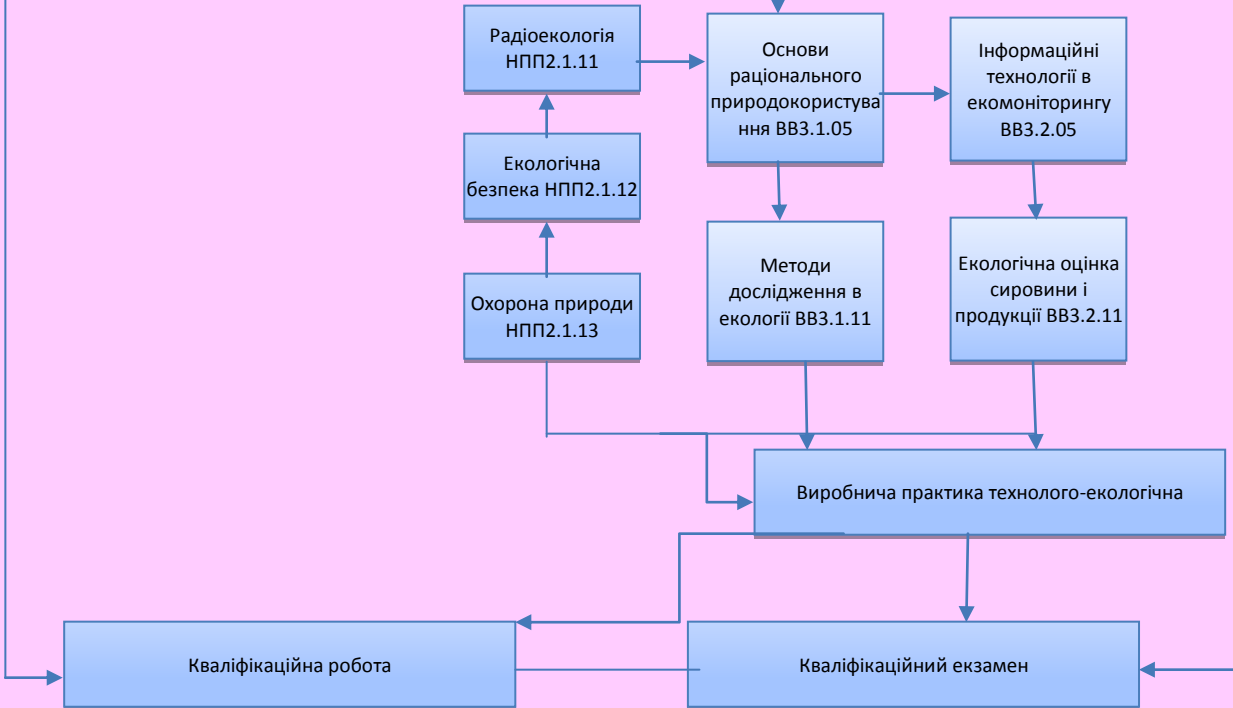 Радіоекологія
НПП2.1.11
Основи
раціонального
природокористува
ння ВВ3.1.05
Інформаційні
технології в
екомоніторингу
ВВ3.2.05
Екологічна
безпека НПП2.1.12
Охорона природи
НПП2.1.13
Методи
дослідження в
екології ВВ3.1.11
Екологічна оцінка
сировини і
продукції ВВ3.2.11
Виробнича практика технолого-екологічна
Кваліфікаційна робота
Кваліфікаційний екзамен